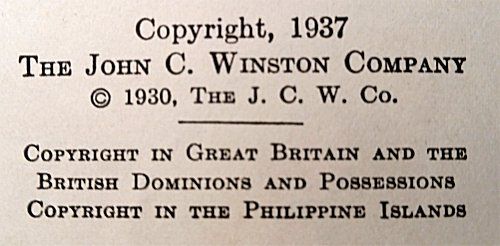 Copyright, 1937
THE JOHN C. WINSTON COMPANY
© 1930, THE J. C. W. Co.
COPYRIGHT IN GREAT BRITAIN AND THE
BRITISH DOMINIONS AND POSSESSIONS
COPYRIGHT IN THE PHILIPPINE ISLANDS